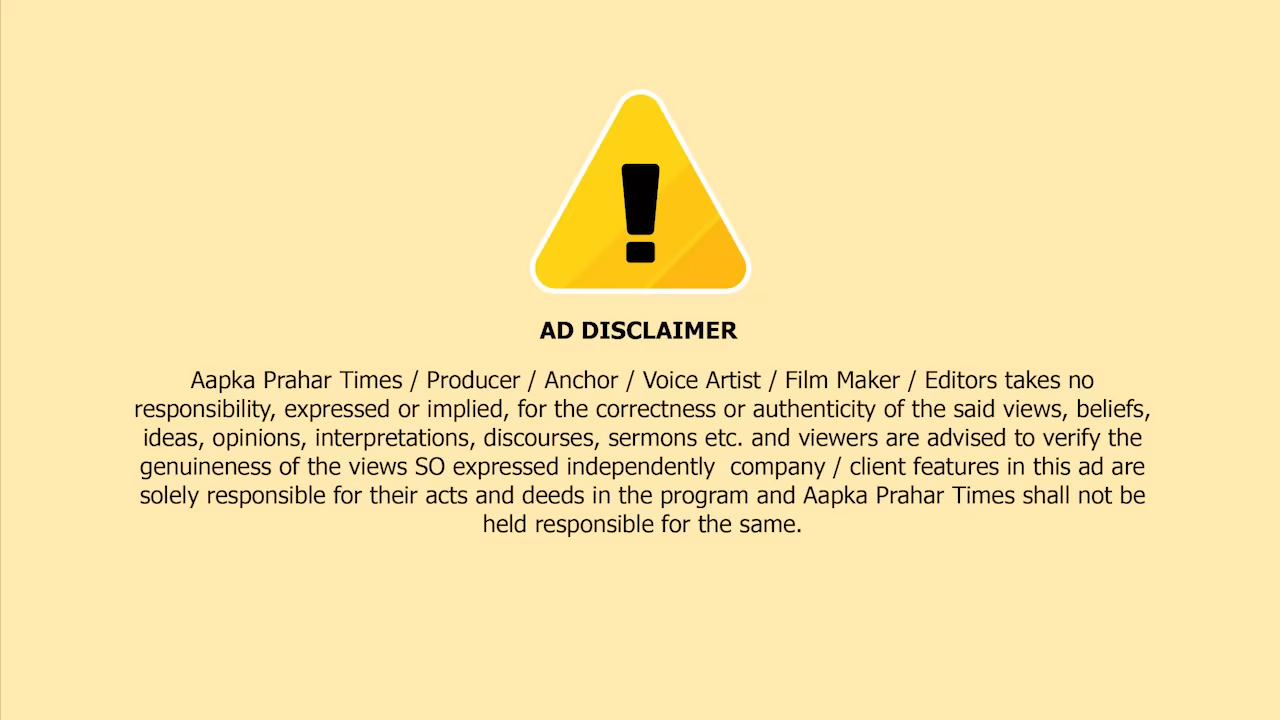 AD DISCLAIMER
Aapka Prahar Times / Producer / Anchor / Voice Artist / Film Maker / Editors takes no
responsibility, expressed or implied, for the correctness or authenticity of the said views, beliefs,
ideas, opinions, interpretations, discourses, sermons etc. and viewers are advised to verify the
genuineness of the views SO expressed independently  company / client features in this ad are
solely responsible for their acts and deeds in the program and Aapka Prahar Times shall not be
held responsible for the same.